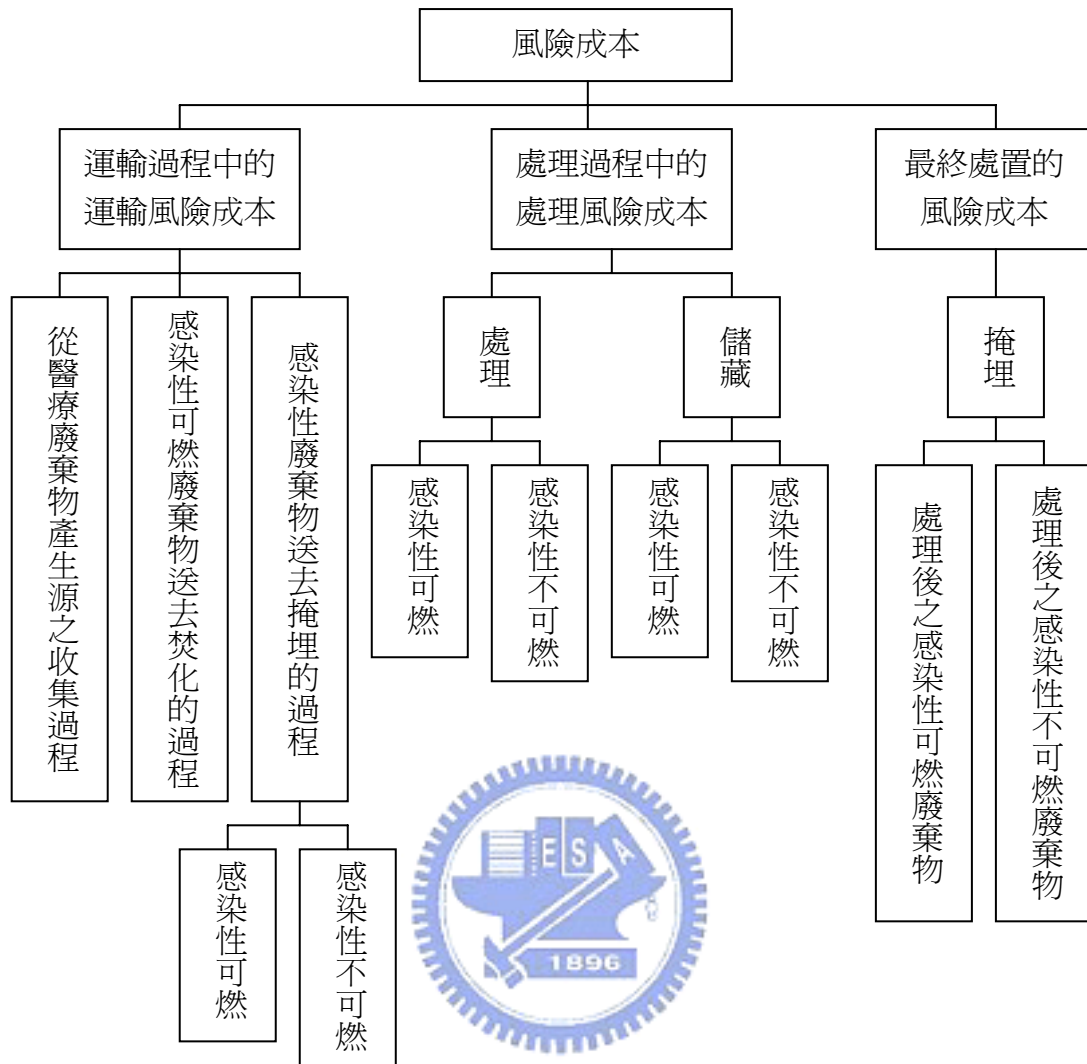 風險成本
運輸過程中的
運輸風險成本
處理過程中的
處理風險成本
最終處置的
風險成本
從醫療廢棄物產生源之收集過程
感染性可燃廢棄物送去焚化的過程
感染性廢棄物送去掩埋的過程
處理
儲藏
掩埋
感染性可燃
感染性不可燃
感染性可燃
感染性不可燃
處理後之感染性可燃廢棄物
處理後之感染性不可燃廢棄物
感染性可燃
感染性不可燃
E S A
1896